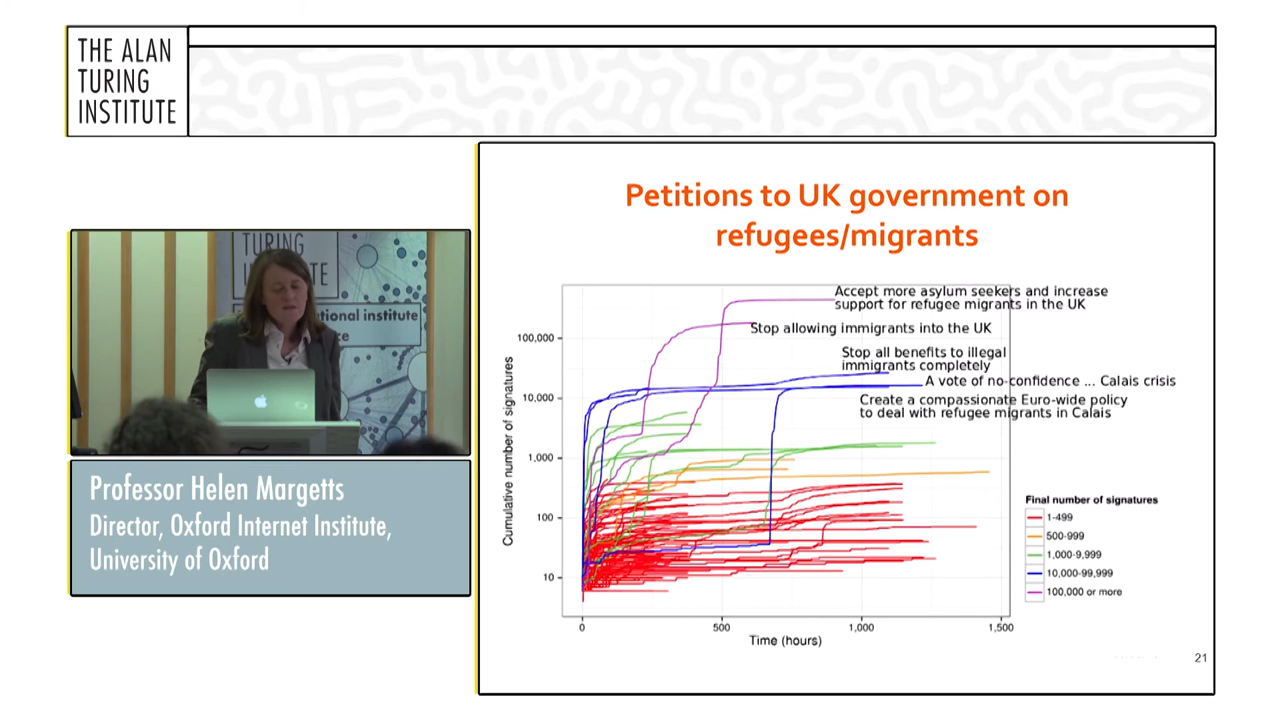 THE ALAN
TURING
INSTITUTE
Petitions to UK government on
refugees/migrants
TURING
tional institute
Professor Helen Margetts
Director, Oxford Internet Institute,
University of Oxford
Cumulative number of signatures
100,000
10,000
1,000
100
10
0
500
1,000
1,500
Time (hours)
Accept more asylum seekers and increase
support for refugee migrants in the UK
Stop allowing immigrants into the UK
Stop all benefits to illegal
immigrants completely
A vote of no-confidence ... Calais crisis
Create a compassionate Euro-wide policy
to deal with refugee migrants in Calais
Final number of signatures
1-499
500-999
1,000-9,999
10,000-99,999
100,000 or more
21